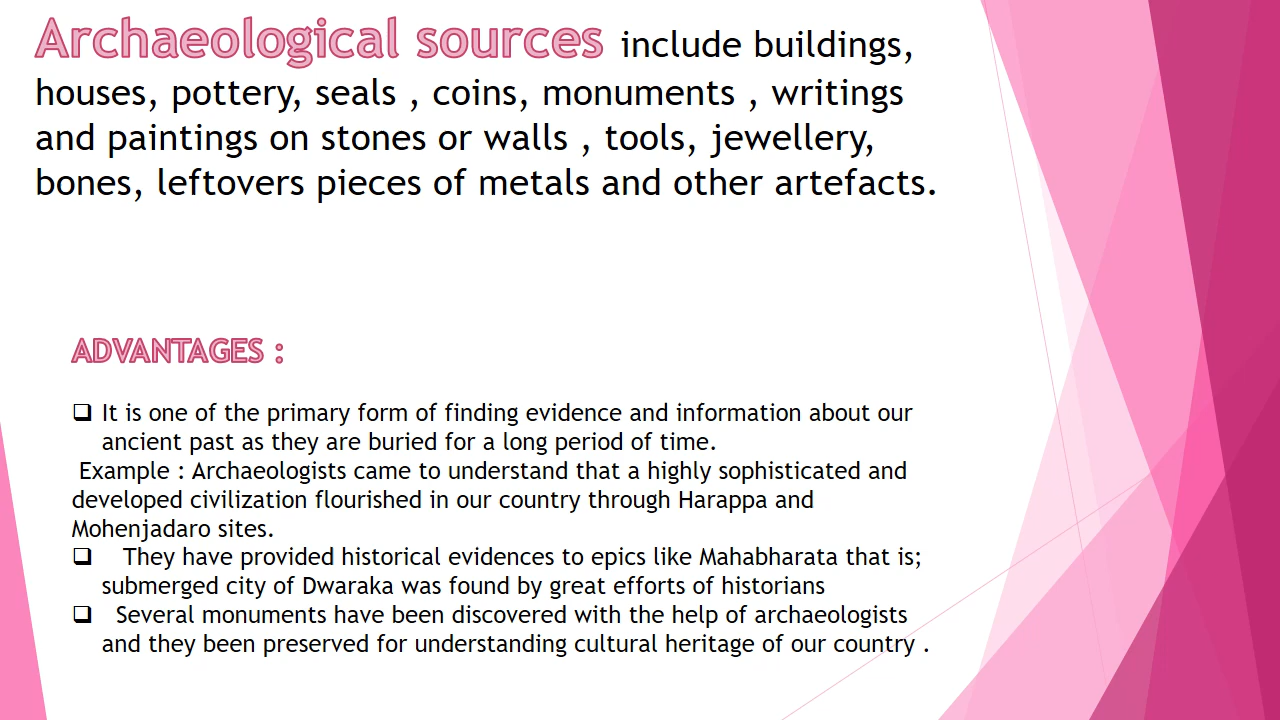 Archaeological sources include buildings,
houses, pottery, seals , coins, monuments , writings
and paintings on stones or walls , tools, jewellery,
bones, leftovers pieces of metals and other artefacts.
ADVANTAGES :
❑ It is one of the primary form of finding evidence and information about our
ancient past as they are buried for a long period of time.
Example : Archaeologists came to understand that a highly sophisticated and
developed civilization flourished in our country through Harappa and
Mohenjadaro sites.
❑ They have provided historical evidences to epics like Mahabharata that is;
submerged city of Dwaraka was found by great efforts of historians
❑ Several monuments have been discovered with the help of archaeologists
and they been preserved for understanding cultural heritage of our country .